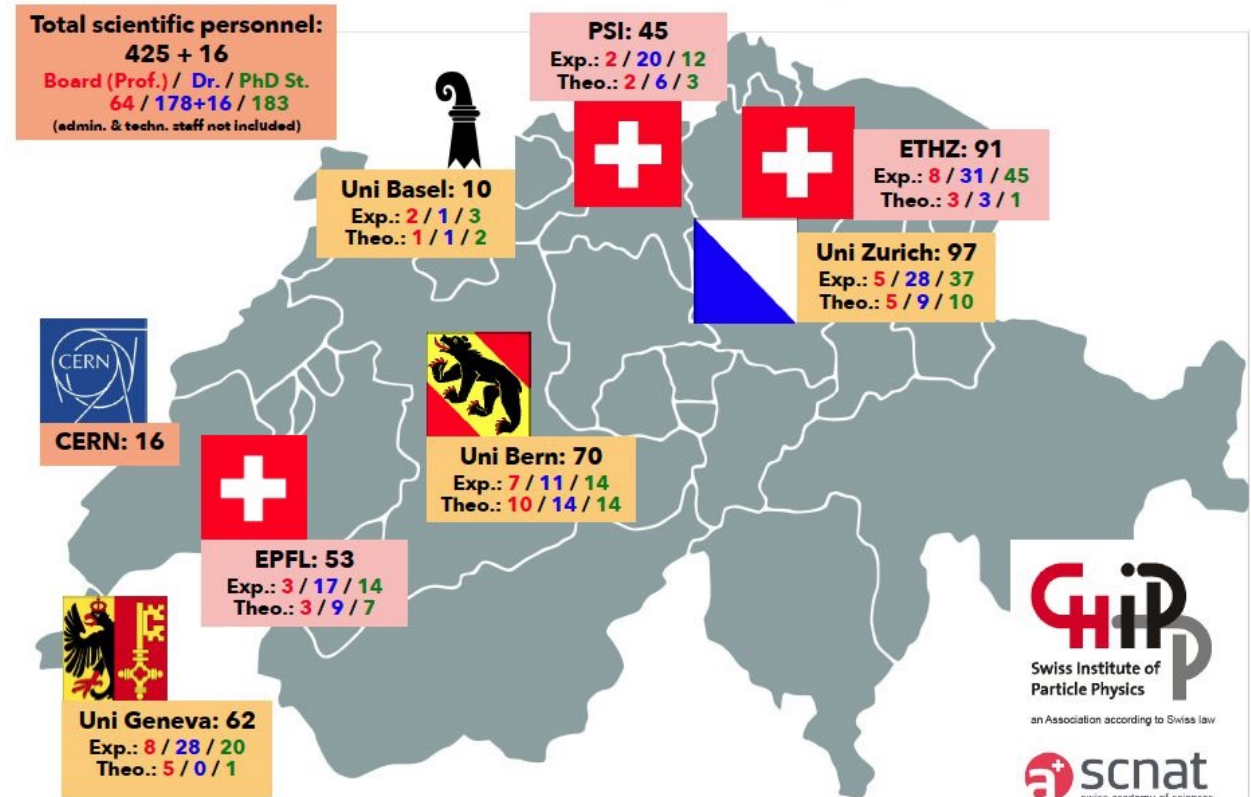 Total scientific personnel:
425 + 16
Board (Prof.) / Dr. / PhD St.
64 / 178+16 / 183
(admin. & techn. staff not included)
PSI: 45
Exp.: 2 / 20 / 12
Theo.: 2 / 6 / 3
ETHZ: 91
Exp.: 8 / 31 / 45
Theo.: 3 / 3 / 1
Uni Basel: 10
Exp.: 2 / 1 / 3
Theo.: 1 / 1 / 2
Uni Zurich: 97
Exp.: 5 / 28 / 37
Theo.: 5 / 9 / 10
CERN
CERN: 16
Uni Bern: 70
Exp.: 7 / 11 / 14
Theo.: 10 / 14 / 14
EPFL: 53
Exp.: 3 / 17 / 14
Theo.: 3 / 9 / 7
Uni Geneva: 62
Exp.: 8 / 28 / 20
Theo.: 5 / 0 / 1
CHiPP
Swiss Institute of
Particle Physics
an Association according to Swiss law
a+ scnat
swiss academy of sciences